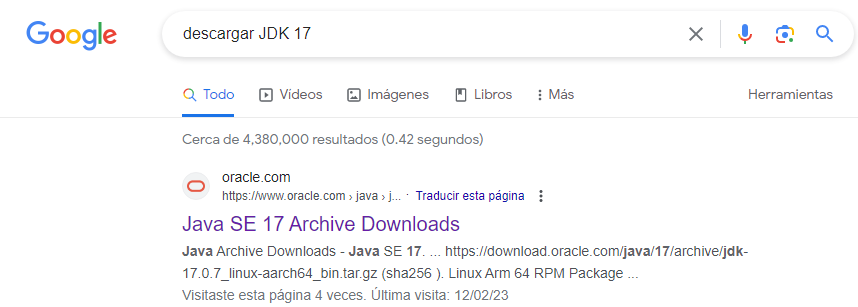 Google
descargar JDK 17
Todo Vídeos Imágenes Libros Más Herramientas
Cerca de 4,380,000 resultados (0.42 segundos)
oracle.com
https://www.oracle.com › java › j... · Traducir esta página
Java SE 17 Archive Downloads
Java Archive Downloads - Java SE 17. ... https://download.oracle.com/java/17/archive/jdk-
17.0.7_linux-aarch64_bin.tar.gz (sha256 ). Linux Arm 64 RPM Package ...
Visitaste esta página 4 veces. Última visita: 12/02/23